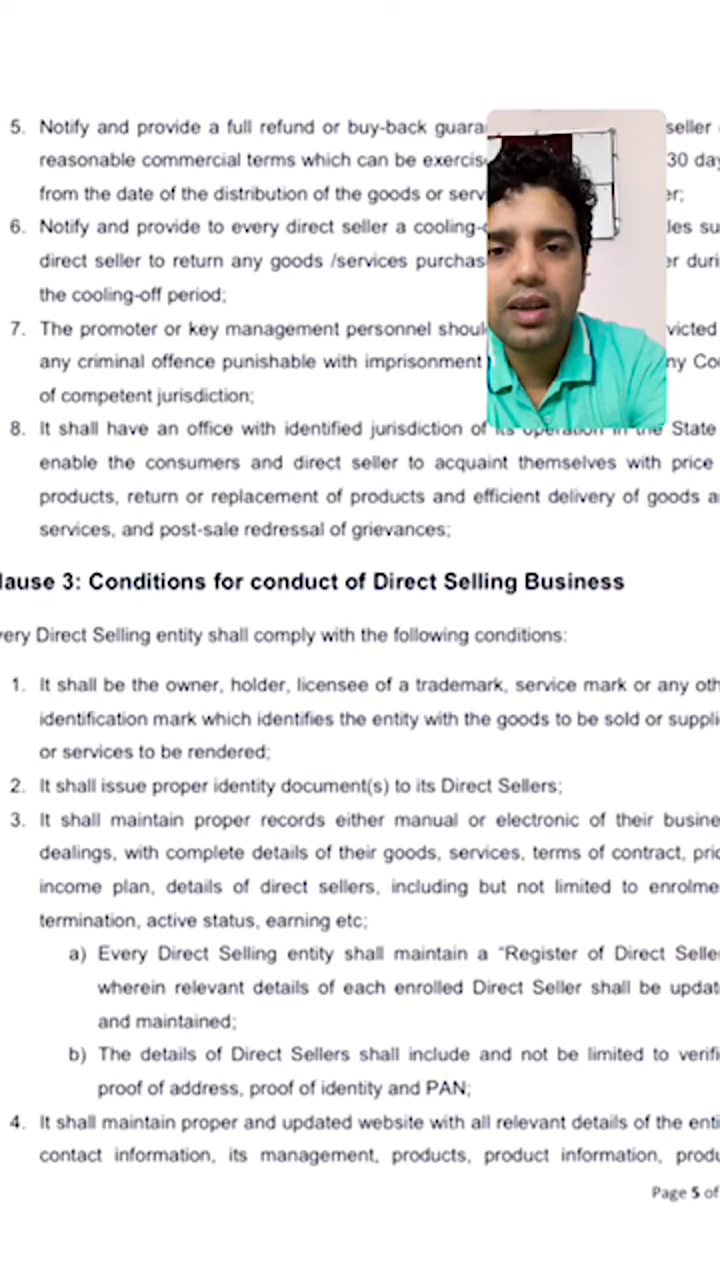 5. Notify and provide a full refund or buy-back seller
reasonable commercial terms which can be 30
from the date of the distribution of the goods or
6. Notify and provide to every direct seller a
direct seller to return any goods /services
the cooling-off period;
7. The promoter or key management personnel
any criminal offence punishable with imprisonment
of competent jurisdiction;
8. It shall have an office with identified jurisdiction of its operation in the State
enable the consumers and direct seller to acquaint themselves with price
products, return or replacement of products and efficient delivery of goods
services, and post-sale redressal of grievances;
lause 3: Conditions for conduct of Direct Selling Business
very Direct Selling entity shall comply with the following conditions:
1. It shall be the owner, holder, licensee of a trademark, service mark or any oth
identification mark which identifies the entity with the goods to be sold or suppli
or services to be rendered;
2. It shall issue proper identity document(s) to its Direct Sellers;
3. It shall maintain proper records either manual or electronic of their busine
dealings, with complete details of their goods, services, terms of contract, pric
income plan, details of direct sellers, including but not limited to enrolme
termination, active status, earning etc;
a) Every Direct Selling entity shall maintain a "Register of Direct Selle
wherein relevant details of each enrolled Direct Seller shall be updat
and maintained;
b) The details of Direct Sellers shall include and not be limited to verifi
proof of address, proof of identity and PAN;
4. It shall maintain proper and updated website with all relevant details of the enti
contact information, its management, products, product information, produ
Page 5 of